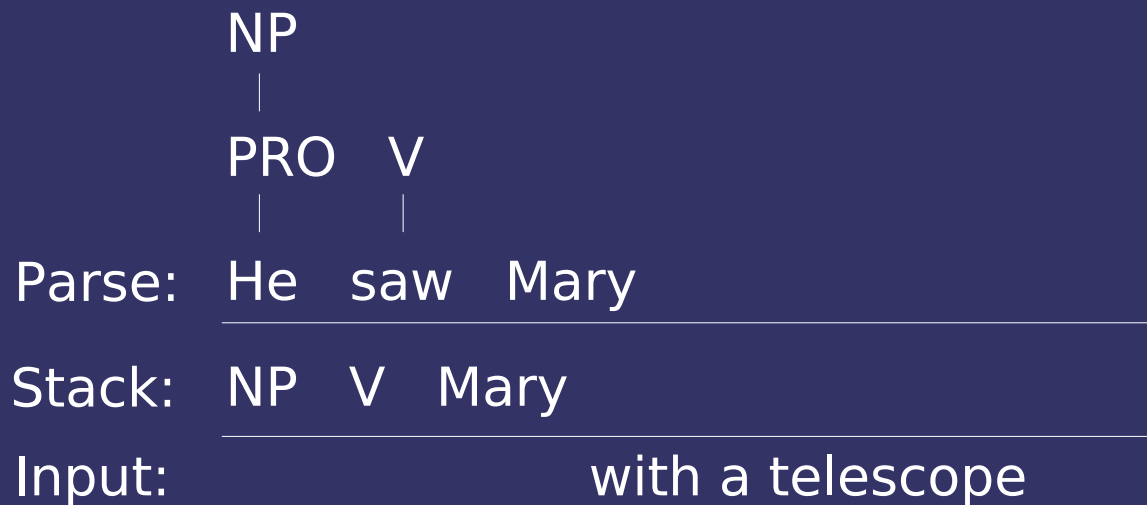 NP
PRO V
Parse: He saw Mary
Stack: NP V Mary
Input: with a telescope